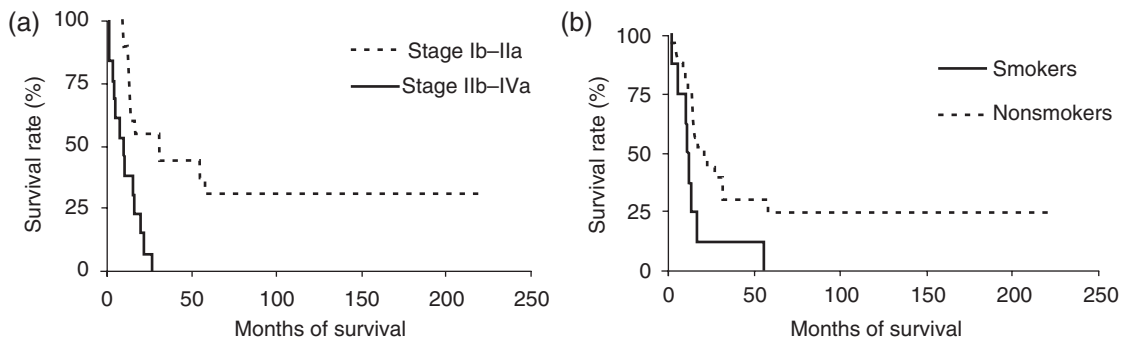 (a)
Survival rate (%)
100
75
50
25
0
Stage Ib–IIa
Stage IIb–IVa
0 50 100 150 200 250
Months of survival
(b)
Survival rate (%)
100
75
50
25
0
Smokers
Nonsmokers
0 50 100 150 200 250
Months of survival